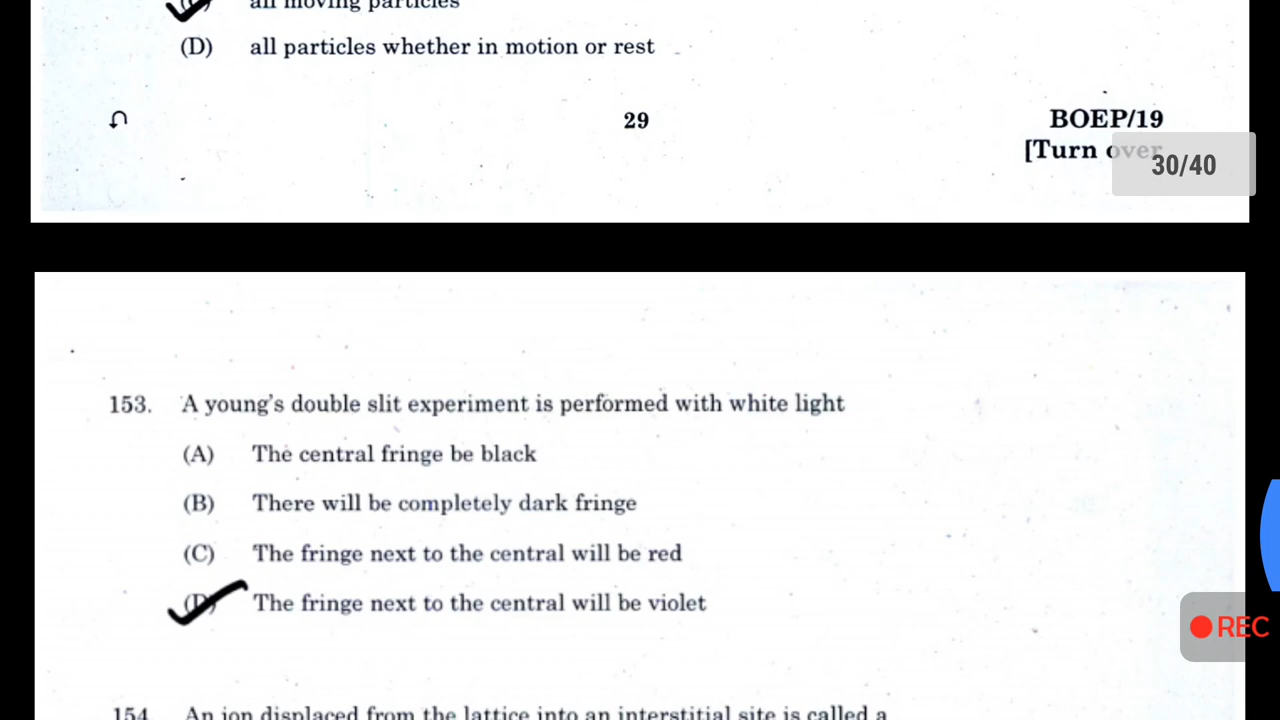 all moving particles
(D) all particles whether in motion or rest
29
BOEP/19
[Turn over
30/40
153. A young's double slit experiment is performed with white light
(A) The central fringe be black
(B) There will be completely dark fringe
(C) The fringe next to the central will be red
(D) The fringe next to the central will be violet
REC
154. An ion displaced from the lattice into an interstitial site is called a